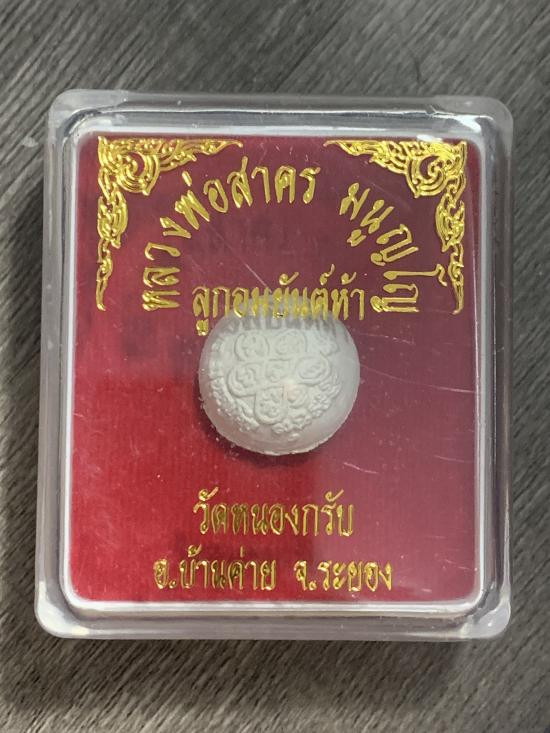 หลวงพ่อสาคร มนุญโญ
ลูกอมยันต์ห้า
วัดหนองกรับ
อ.บ้านค่าย จ.ระยอง